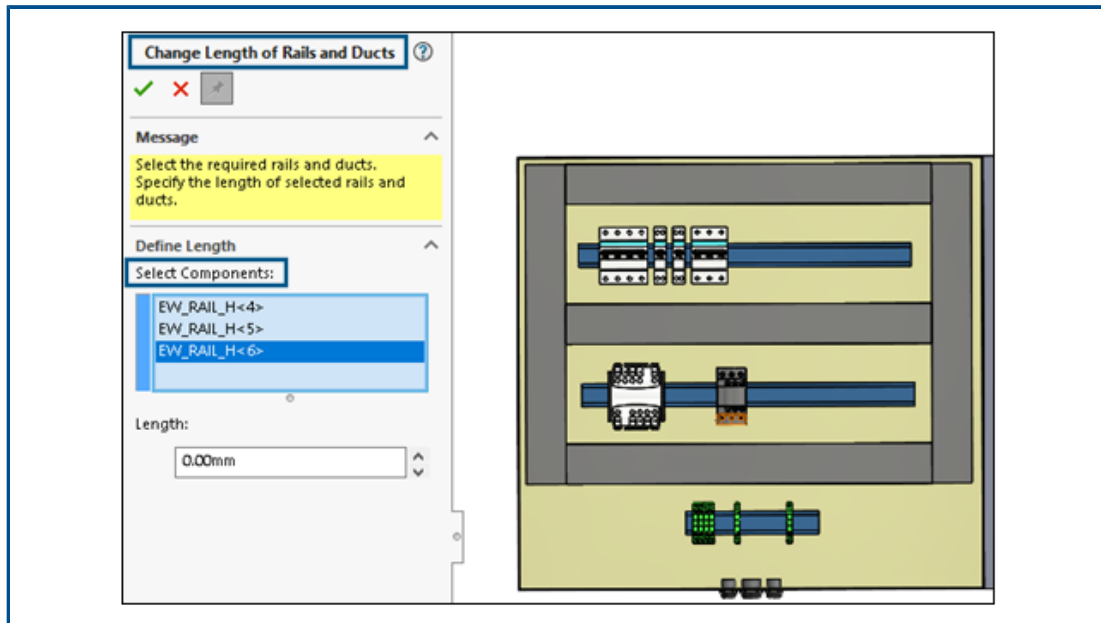 Change Length of Rails and Ducts
Message
Select the required rails and ducts.
Specify the length of selected rails and
ducts.
Define Length
Select Components:
EW_RAIL_H<4>
EW_RAIL_H<5>
EW_RAIL_H<6>
Length:
0.00mm